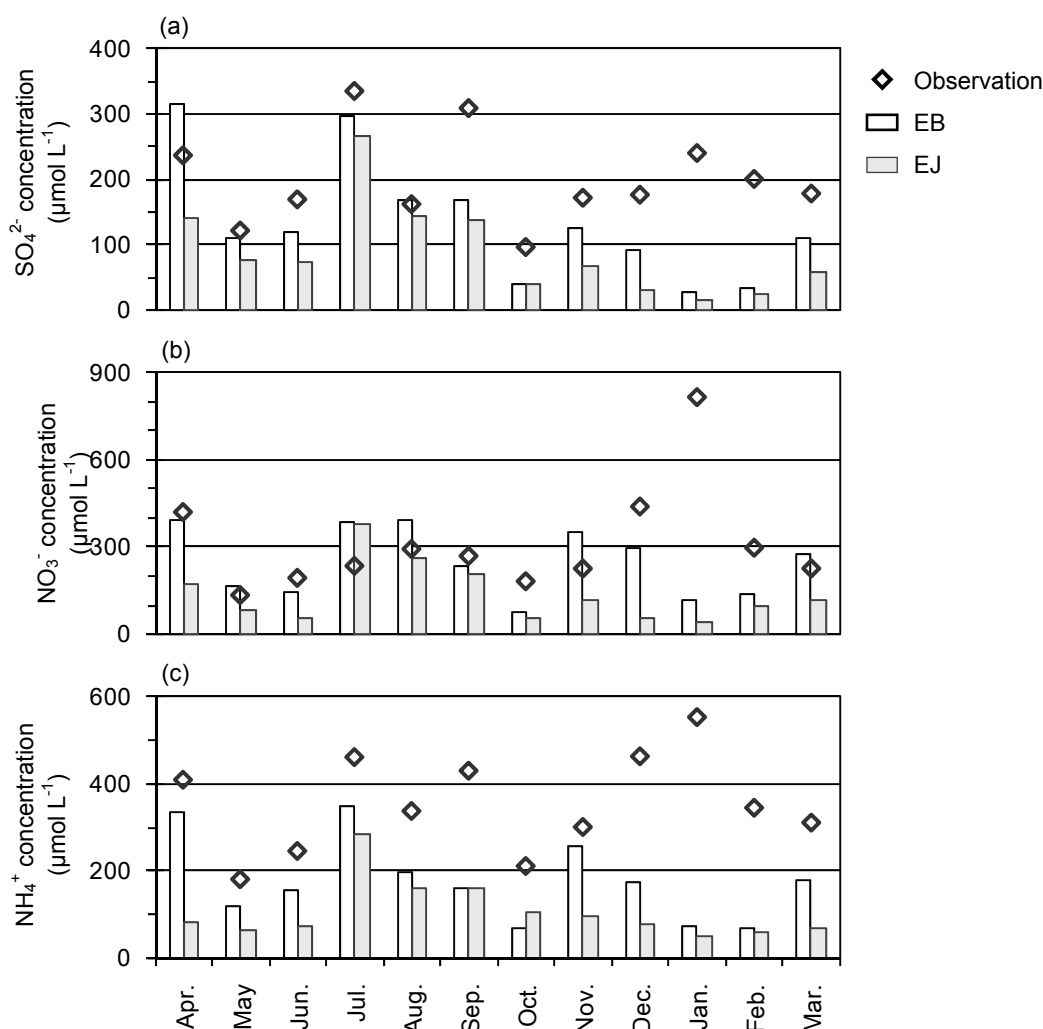 (a)
400
300
200
100
0
SO₄²⁻ concentration
(µmol L⁻¹)
Observation
EB
EJ
(b)
900
600
300
0
NO₃⁻ concentration
(µmol L⁻¹)
(c)
600
400
200
0
NH₄⁺ concentration
(µmol L⁻¹)
Apr. May Jun. Jul. Aug. Sep. Oct. Nov. Dec. Jan. Feb. Mar.